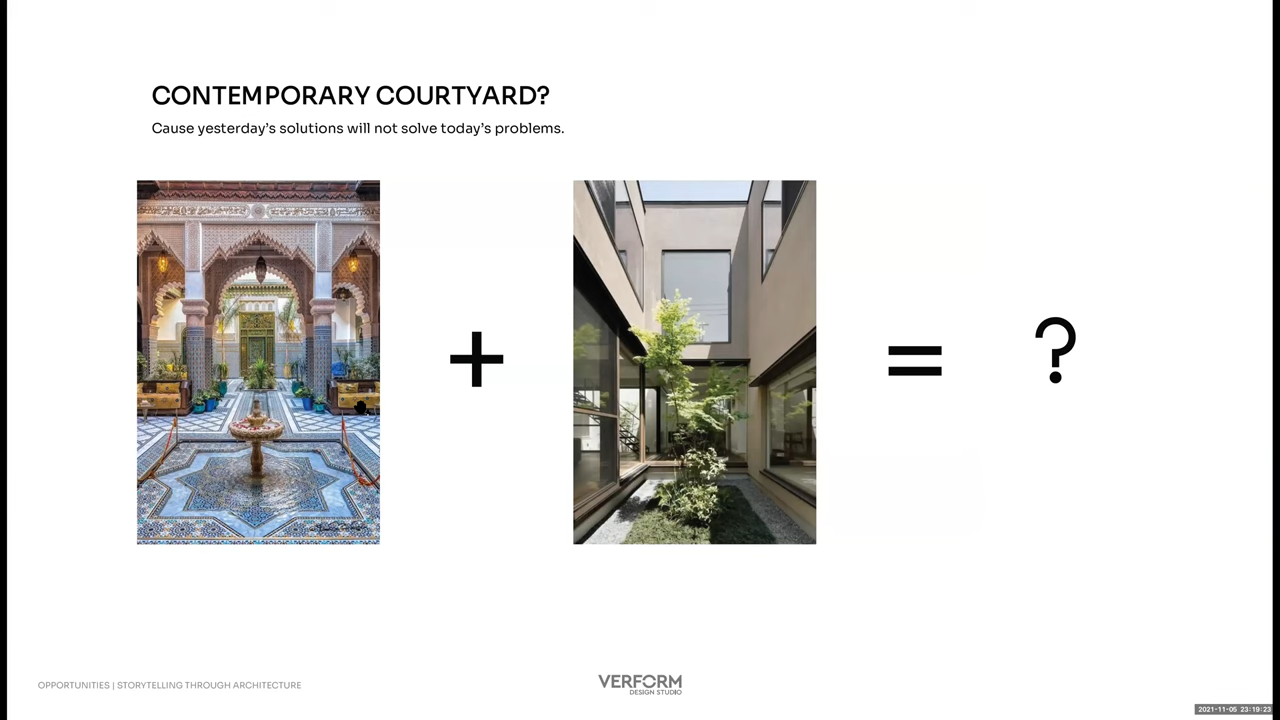 CONTEMPORARY COURTYARD?
Cause yesterday's solutions will not solve today's problems.
+
=
?
OPPORTUNITIES | STORYTELLING THROUGH ARCHITECTURE
VERFORM
DESIGN STUDIO
2021-11-05 23:19:23